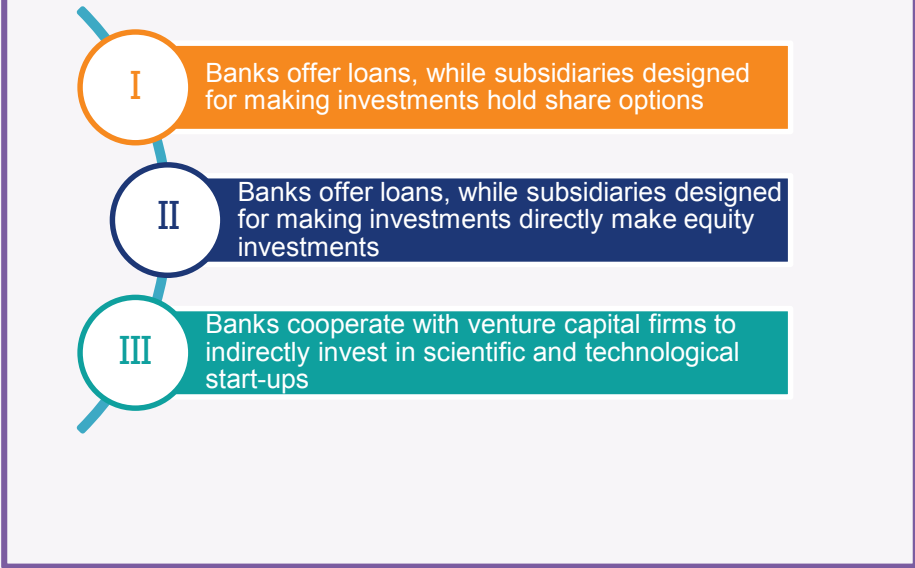 I
Banks offer loans, while subsidiaries designed
for making investments hold share options
II
Banks offer loans, while subsidiaries designed
for making investments directly make equity
investments
III
Banks cooperate with venture capital firms to
indirectly invest in scientific and technological
start-ups